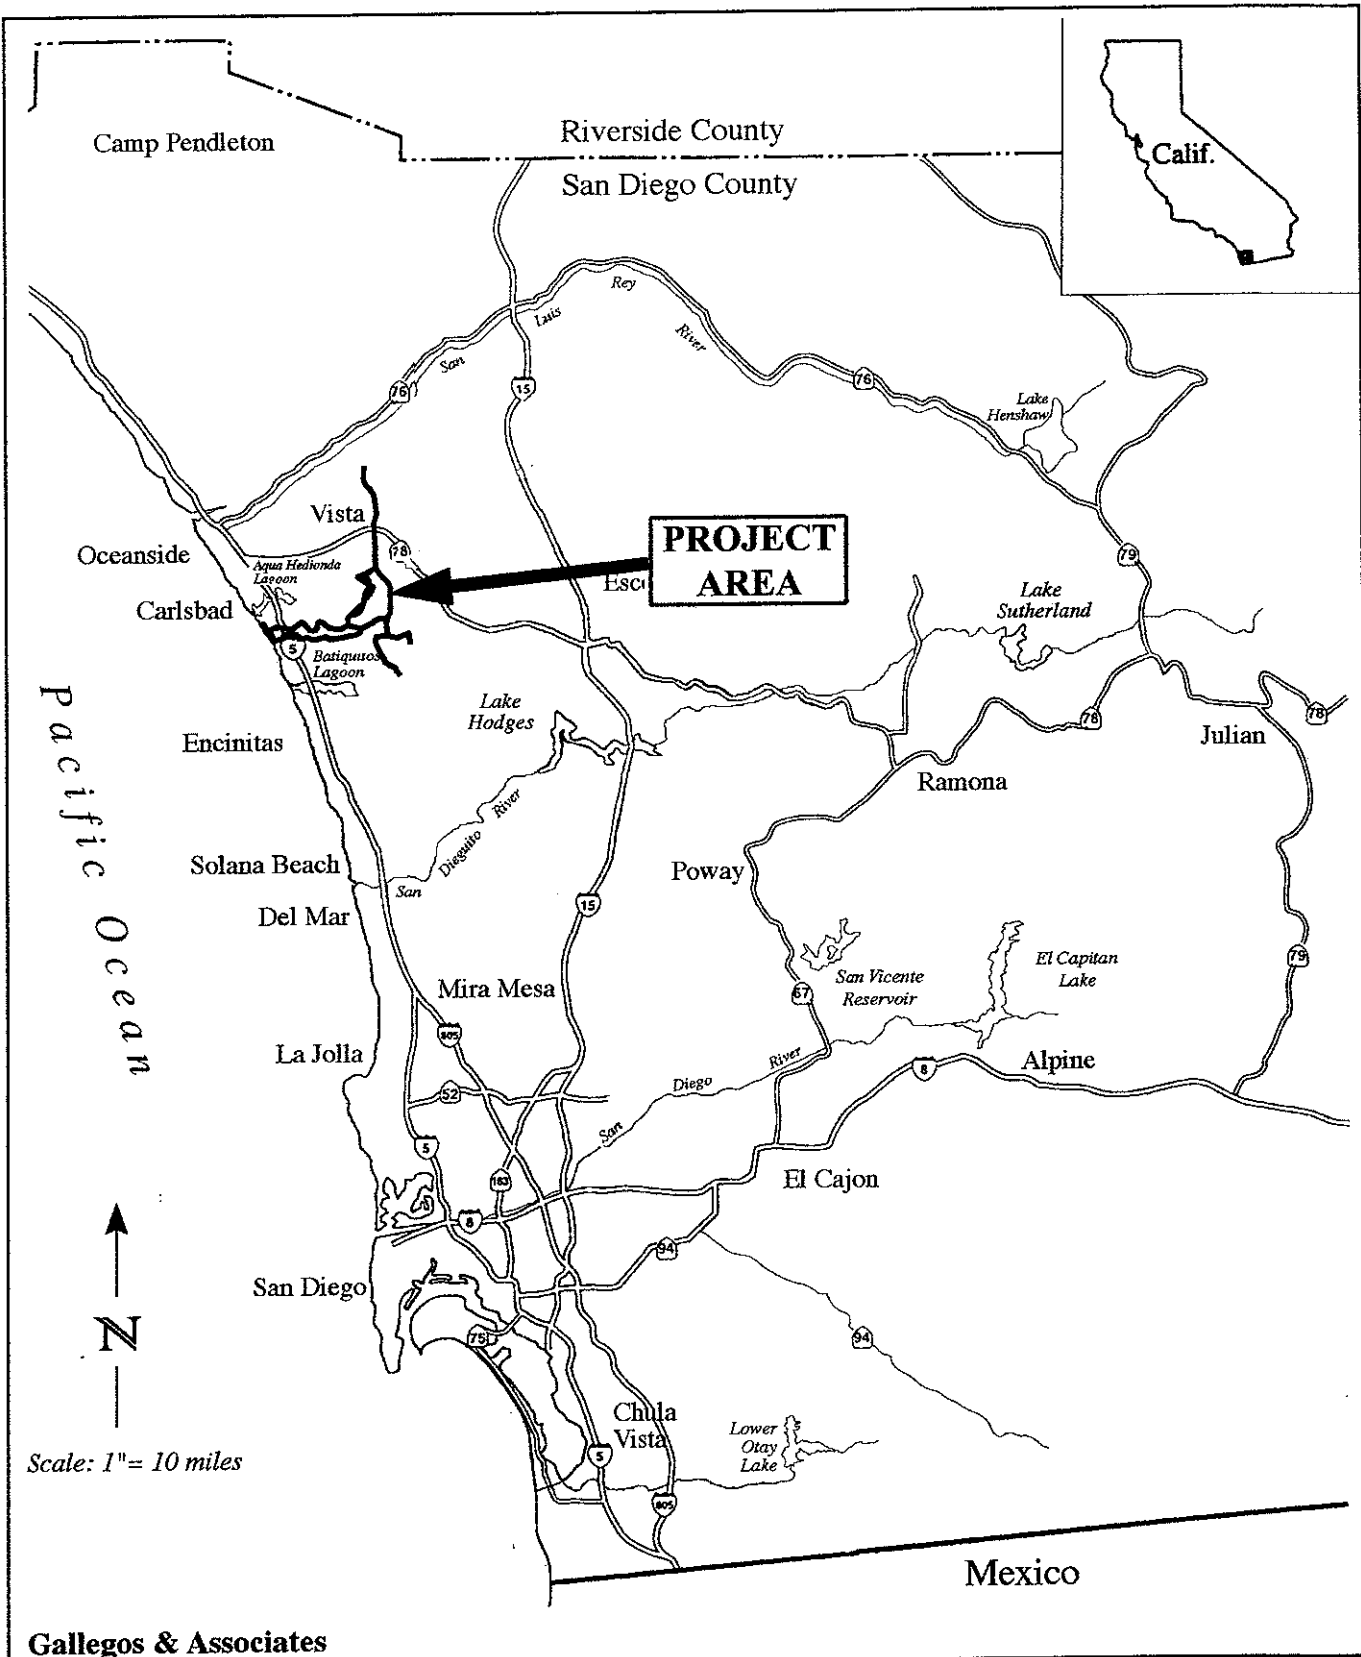 Camp Pendleton
Riverside County
San Diego County
Calif.
San
Luis
Rey
River
76
15
76
Lake
Henshaw
Vista
78
PROJECT
AREA
Oceanside
Aqua Hedionda
Lagoon
Carlsbad
5
Batiquitos
Lagoon
79
Lake
Sutherland
Lake
Hodges
Encinitas
78
78
Julian
Ramona
Pacific Ocean
San
Dieguito
River
Solana Beach
Del Mar
Poway
15
Mira Mesa
San Vicente
Reservoir
El Capitan
Lake
79
67
805
La Jolla
52
San
Diego
River
8
Alpine
5
163
El Cajon
8
94
San Diego
75
94
N
Chula
Vista
5
Lower
Otay
Lake
805
Scale: 1"= 10 miles
Mexico
Gallegos & Associates